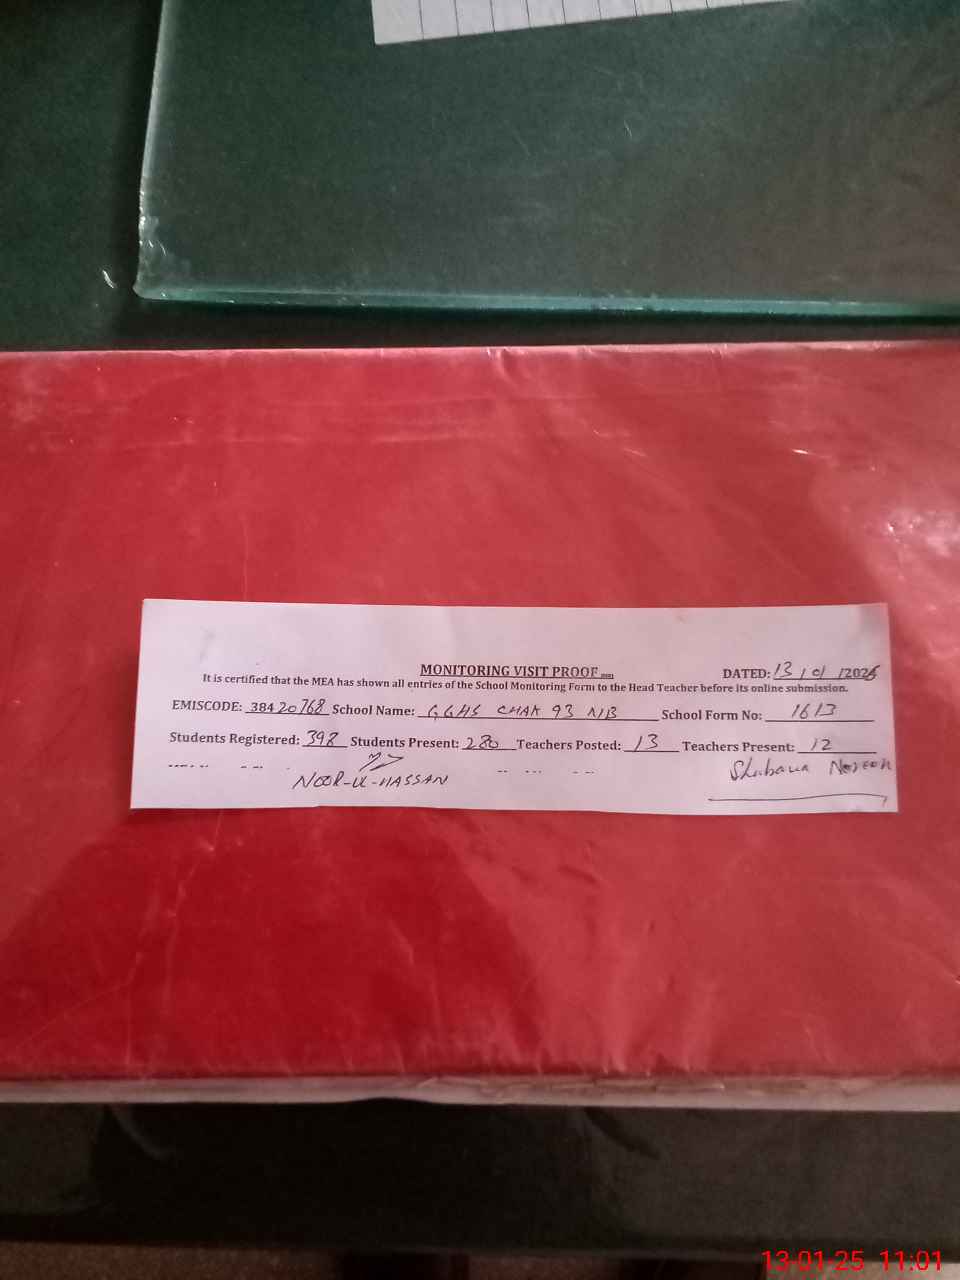 MONITORING VISIT PROOF
DATED: 13/01/2025
It is certified that the MEA has shown all entries of the School Monitoring Form to the Head Teacher before its online submission.
EMISCODE: 38420768 School Name: GGHS CHAK 93 NB School Form No: 1613
Students Registered: 398 Students Present: 280 Teachers Posted: 13 Teachers Present: 12
NOOR-UL-HASSAN
Shabana Noreen
13-01-25 11:01